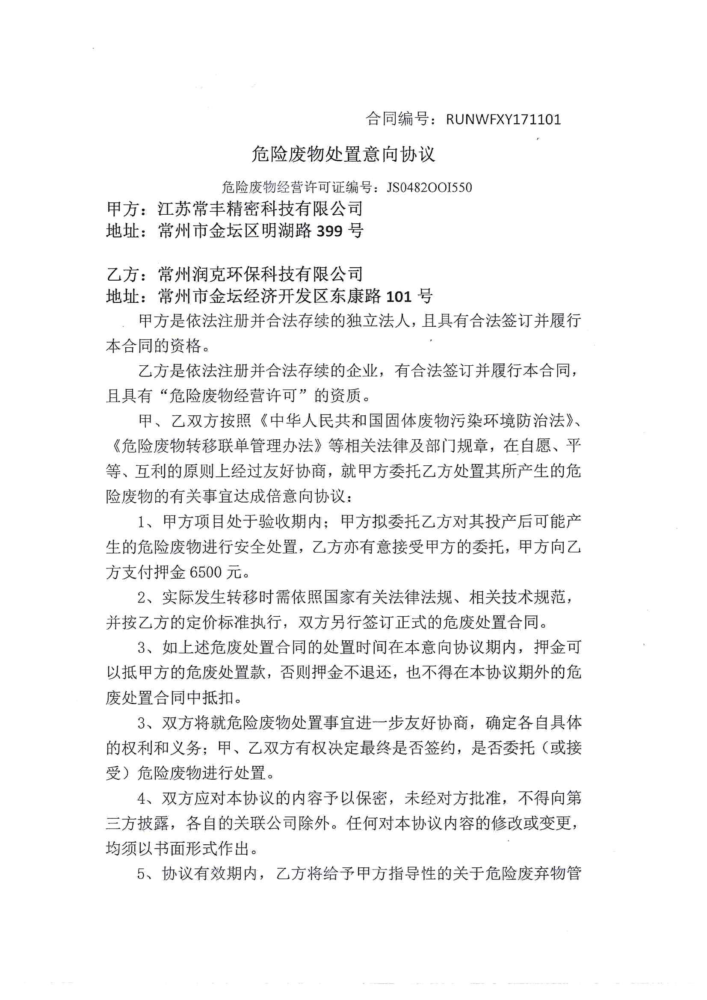 合同编号：RUNWFXY171101
危险废物处置意向协议
危险废物经营许可证编号：JS0482OOI550
甲方：江苏常丰精密科技有限公司
地址：常州市金坛区明湖路 399 号
乙方：常州润克环保科技有限公司
地址：常州市金坛经济开发区东康路 101 号
甲方是依法注册并合法存续的独立法人，且具有合法签订并履行
本合同的资格。
乙方是依法注册并合法存续的企业，有合法签订并履行本合同，
且具有“危险废物经营许可”的资质。
甲、乙双方按照《中华人民共和国固体废物污染环境防治法》、
《危险废物转移联单管理办法》等相关法律及部门规章，在自愿、平
等、互利的原则上经过友好协商，就甲方委托乙方处置其所产生的危
险废物的有关事宜达成倍意向协议：
1、甲方项目处于验收期内；甲方拟委托乙方对其投产后可能产
生的危险废物进行安全处置，乙方亦有意接受甲方的委托，甲方向乙
方支付押金 6500 元。
2、实际发生转移时需依照国家有关法律法规、相关技术规范，
并按乙方的定价标准执行，双方另行签订正式的危废处置合同。
3、如上述危废处置合同的处置时间在本意向协议期内，押金可
以抵甲方的危废处置款，否则押金不退还，也不得在本协议期外的危
废处置合同中抵扣。
3、双方将就危险废物处置事宜进一步友好协商，确定各自具体
的权利和义务；甲、乙双方有权决定最终是否签约，是否委托（或接
受）危险废物进行处置。
4、双方应对本协议的内容予以保密，未经对方批准，不得向第
三方披露，各自的关联公司除外。任何对本协议内容的修改或变更，
均须以书面形式作出。
5、协议有效期内，乙方将给予甲方指导性的关于危险废弃物管